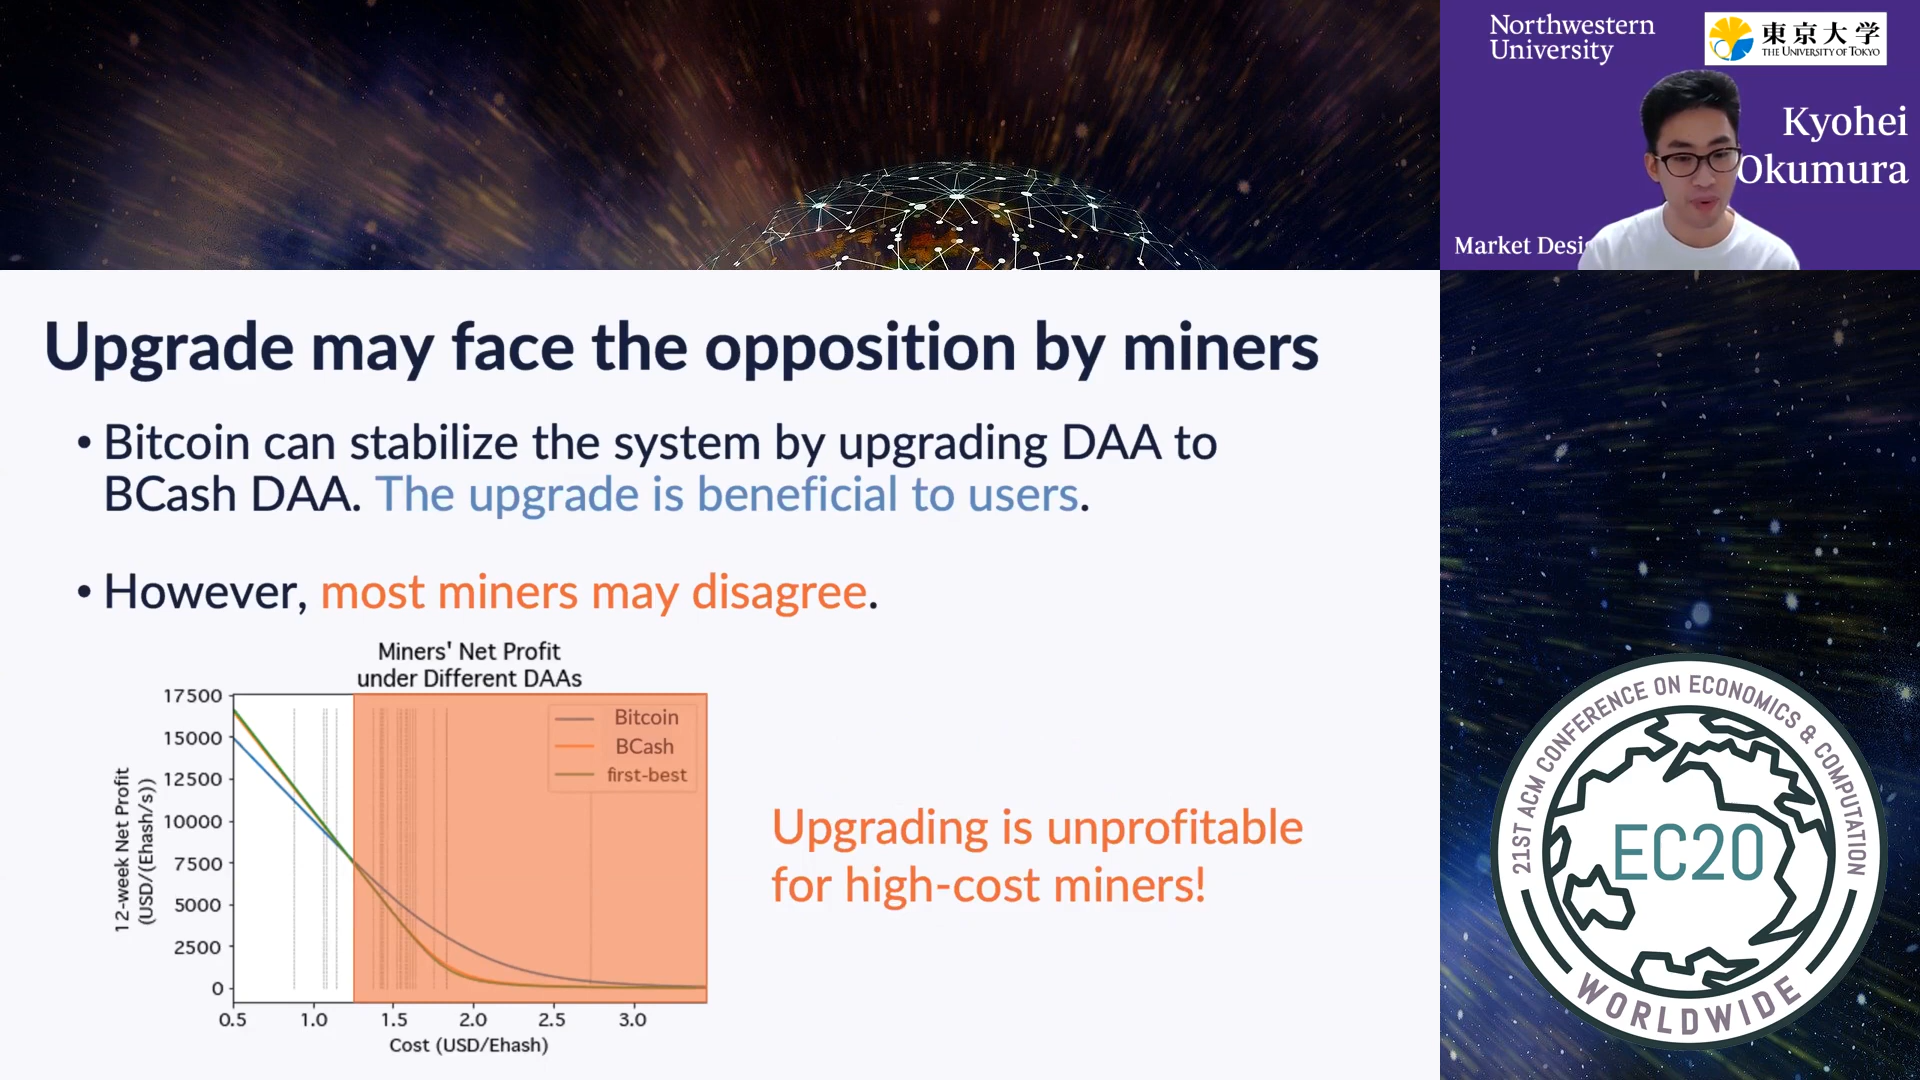 Northwestern
University
東京大学
THE UNIVERSITY OF TOKYO
Kyohei
Okumura
Market Desi
Upgrade may face the opposition by miners
• Bitcoin can stabilize the system by upgrading DAA to
BCash DAA. The upgrade is beneficial to users.
• However, most miners may disagree.
Miners' Net Profit
under Different DAAs
17500
15000
12500
10000
7500
5000
2500
0
12-week Net Profit
(USD/(Ehash/s))
Bitcoin
BCash
first-best
0.5 1.0 1.5 2.0 2.5 3.0
Cost (USD/Ehash)
Upgrading is unprofitable
for high-cost miners!
21ST ACM CONFERENCE ON ECONOMICS & COMPUTATION
EC20
WORLDWIDE